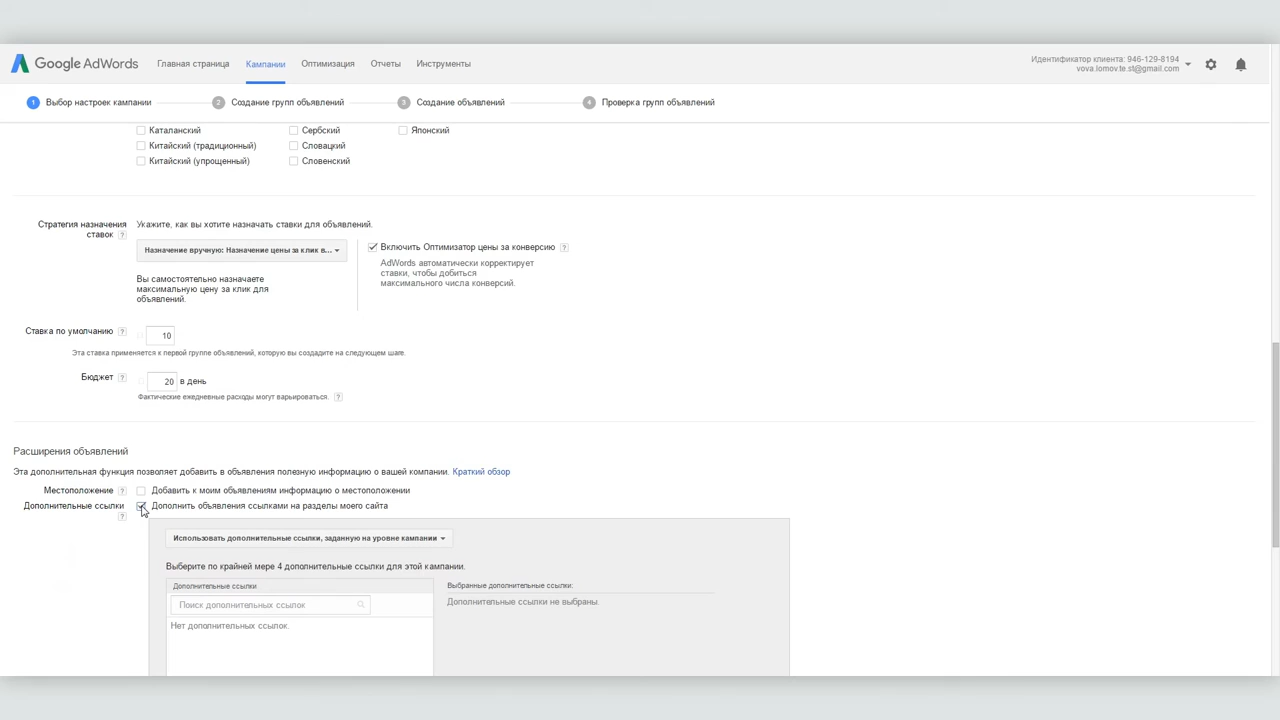 Google AdWords Главная страница Кампании Оптимизация Отчеты Инструменты
Идентификатор клиента: 946-129-8194
vova.lomov.te.st@gmail.com
1 Выбор настроек кампании 2 Создание групп объявлений 3 Создание объявлений 4 Проверка групп объявлений
Каталанский Сербский Японский
Китайский (традиционный) Словацкий
Китайский (упрощенный) Словенский
Стратегия назначения
ставок ?
Укажите, как вы хотите назначать ставки для объявлений.
Назначение вручную: Назначение цены за клик в...
Вы самостоятельно назначаете
максимальную цену за клик для
объявлений.
Включить Оптимизатор цены за конверсию ?
AdWords автоматически корректирует
ставки, чтобы добиться
максимального числа конверсий.
Ставка по умолчанию ? 10
Эта ставка применяется к первой группе объявлений, которую вы создадите на следующем шаге.
Бюджет ? 20 в день
Фактические ежедневные расходы могут варьироваться. ?
Расширения объявлений
Эта дополнительная функция позволяет добавить в объявления полезную информацию о вашей компании. Краткий обзор
Местоположение ? Добавить к моим объявлениям информацию о местоположении
Дополнительные ссылки Дополнить объявления ссылками на разделы моего сайта
?
Использовать дополнительные ссылки, заданную на уровне кампании
Выберите по крайней мере 4 дополнительные ссылки для этой кампании.
Дополнительные ссылки
Поиск дополнительных ссылок
Нет дополнительных ссылок.
Выбранные дополнительные ссылки:
Дополнительные ссылки не выбраны